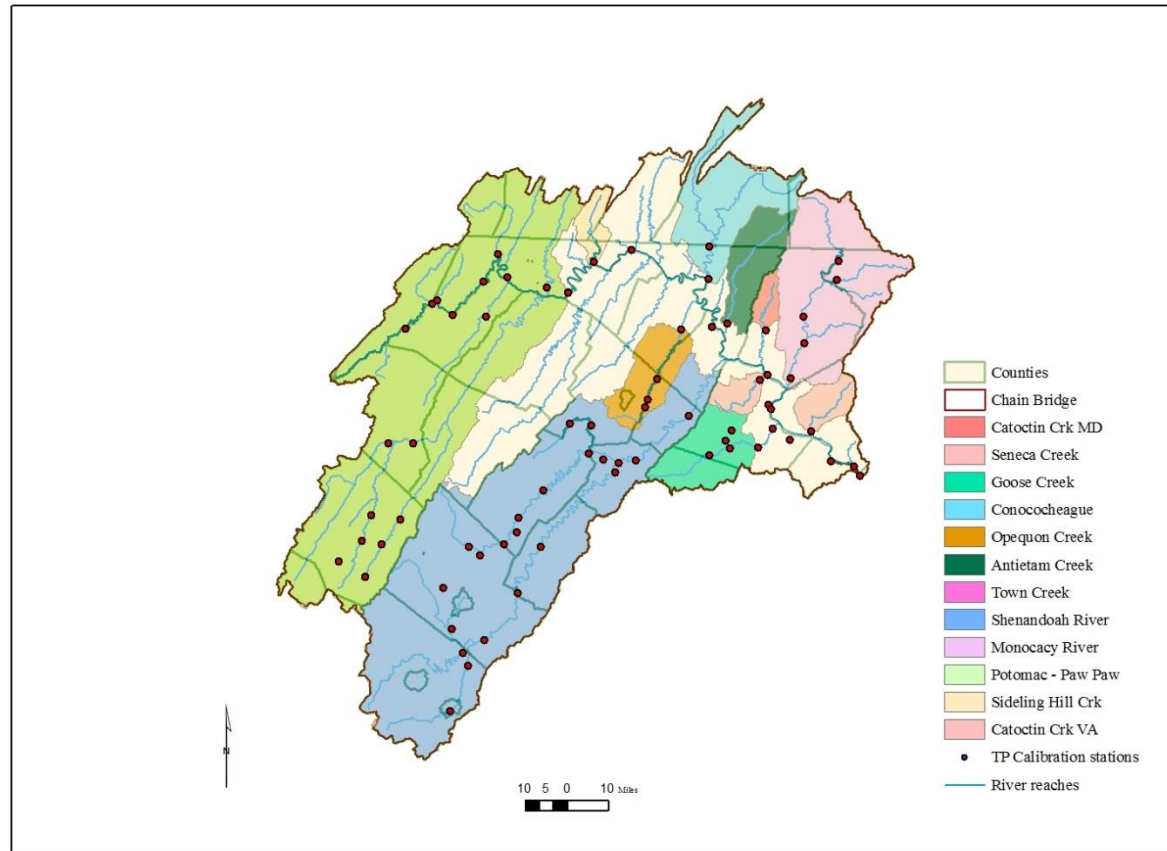 Counties
Chain Bridge
Catoctin Crk MD
Seneca Creek
Goose Creek
Conococheague
Opequon Creek
Antietam Creek
Town Creek
Shenandoah River
Monocacy River
Potomac - Paw Paw
Sideling Hill Crk
Catoctin Crk VA
TP Calibration stations
River reaches
N
10 5 0 10 Miles